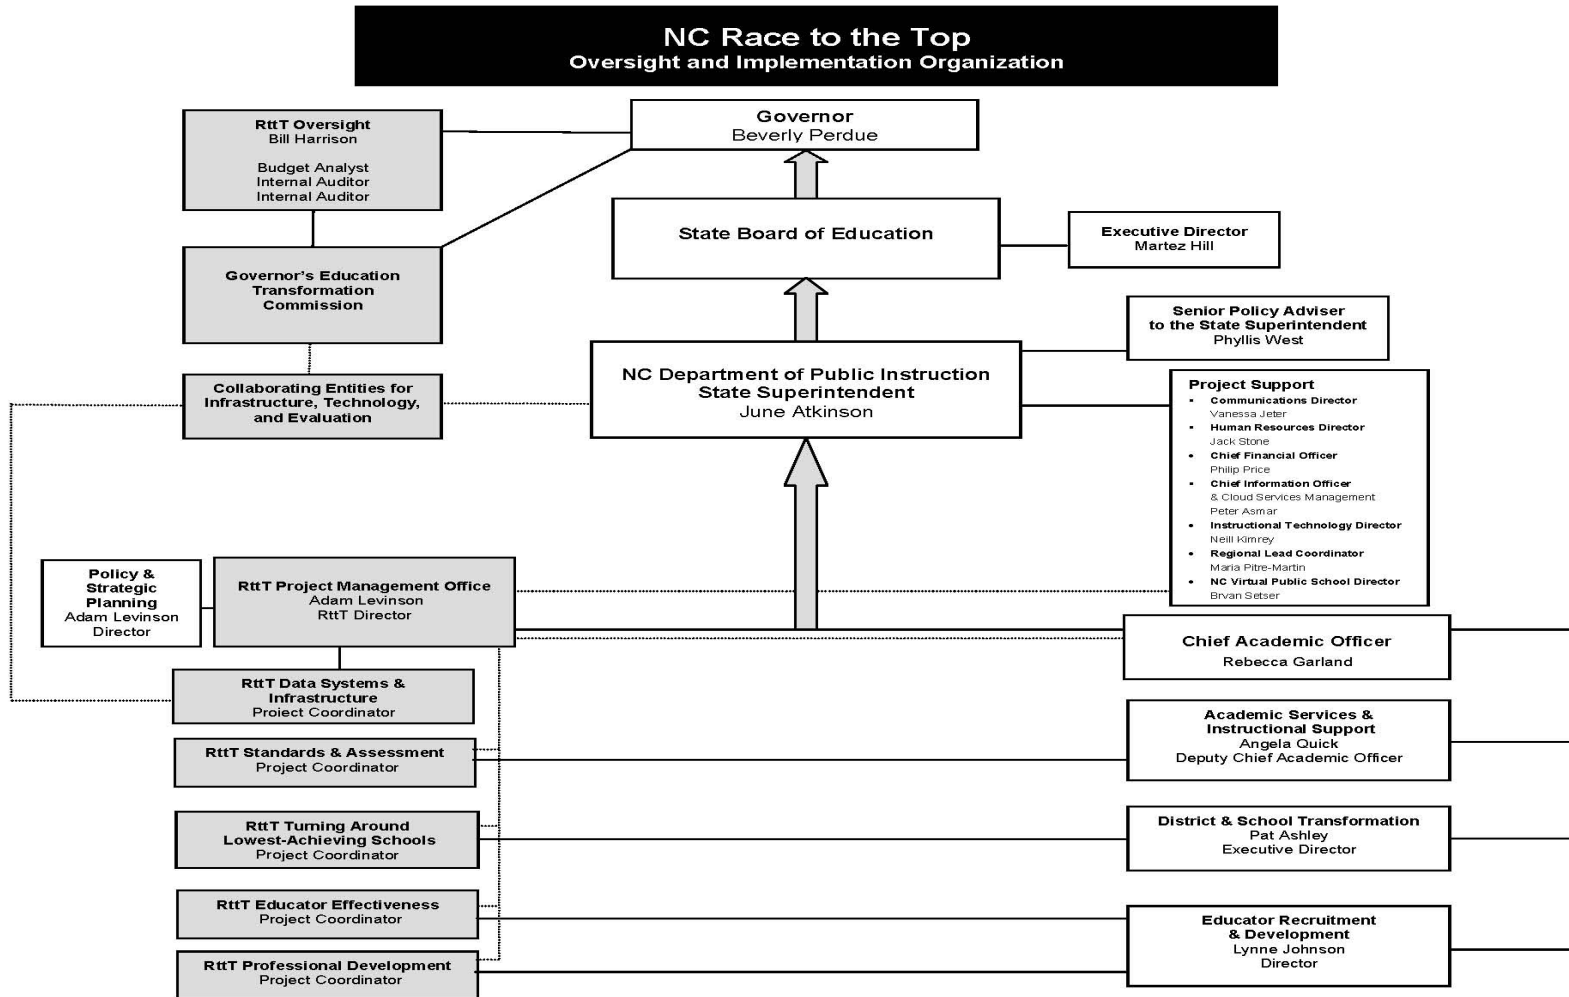 NC Race to the Top
Oversight and Implementation Organization
RttT Oversight
Bill Harrison
Budget Analyst
Internal Auditor
Internal Auditor
Governor
Beverly Perdue
State Board of Education
Executive Director
Martez Hill
Governor's Education
Transformation
Commission
Senior Policy Adviser
to the State Superintendent
Phyllis West
NC Department of Public Instruction
State Superintendent
June Atkinson
Collaborating Entities for
Infrastructure, Technology,
and Evaluation
Project Support
• Communications Director
Vanessa Jeter
• Human Resources Director
Jack Stone
• Chief Financial Officer
Philip Price
• Chief Information Officer
& Cloud Services Management
Peter Asmar
• Instructional Technology Director
Neill Kimrey
• Regional Lead Coordinator
Maria Pitre-Martin
• NC Virtual Public School Director
Bryan Setser
Policy &
Strategic
Planning
Adam Levinson
Director
RttT Project Management Office
Adam Levinson
RttT Director
Chief Academic Officer
Rebecca Garland
RttT Data Systems &
Infrastructure
Project Coordinator
Academic Services &
Instructional Support
Angela Quick
Deputy Chief Academic Officer
RttT Standards & Assessment
Project Coordinator
RttT Turning Around
Lowest-Achieving Schools
Project Coordinator
District & School Transformation
Pat Ashley
Executive Director
RttT Educator Effectiveness
Project Coordinator
Educator Recruitment
& Development
Lynne Johnson
Director
RttT Professional Development
Project Coordinator